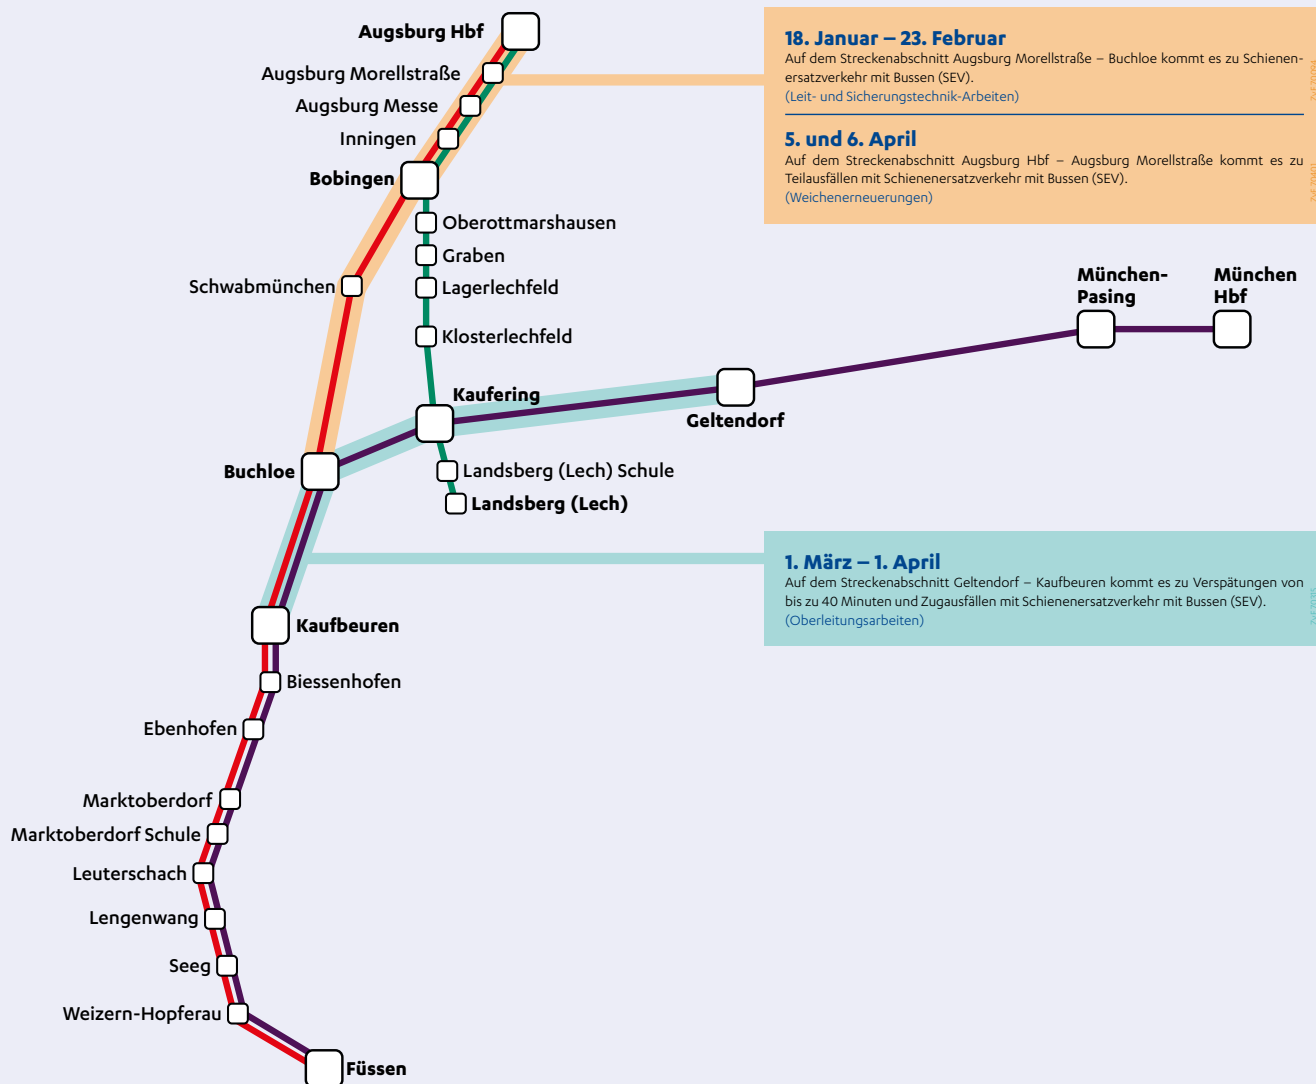 Augsburg Hbf
Augsburg Morellstraße
Augsburg Messe
Inningen
Bobingen
Oberottmarshausen
Graben
Schwabmünchen
Lagerlechfeld
Klosterlechfeld
Kaufering
Geltendorf
München-
Pasing
München
Hbf
Buchloe
Landsberg (Lech) Schule
Landsberg (Lech)
Kaufbeuren
Biessenhofen
Ebenhofen
Marktoberdorf
Marktoberdorf Schule
Leuterschach
Lengenwang
Seeg
Weizern-Hopferau
Füssen
18. Januar – 23. Februar
Auf dem Streckenabschnitt Augsburg Morellstraße – Buchloe kommt es zu Schienen-
ersatzverkehr mit Bussen (SEV).
(Leit- und Sicherungstechnik-Arbeiten)
5. und 6. April
Auf dem Streckenabschnitt Augsburg Hbf – Augsburg Morellstraße kommt es zu
Teilausfällen mit Schienenersatzverkehr mit Bussen (SEV).
(Weichenerneuerungen)
1. März – 1. April
Auf dem Streckenabschnitt Geltendorf – Kaufbeuren kommt es zu Verspätungen von
bis zu 40 Minuten und Zugausfällen mit Schienenersatzverkehr mit Bussen (SEV).
(Oberleitungsarbeiten)